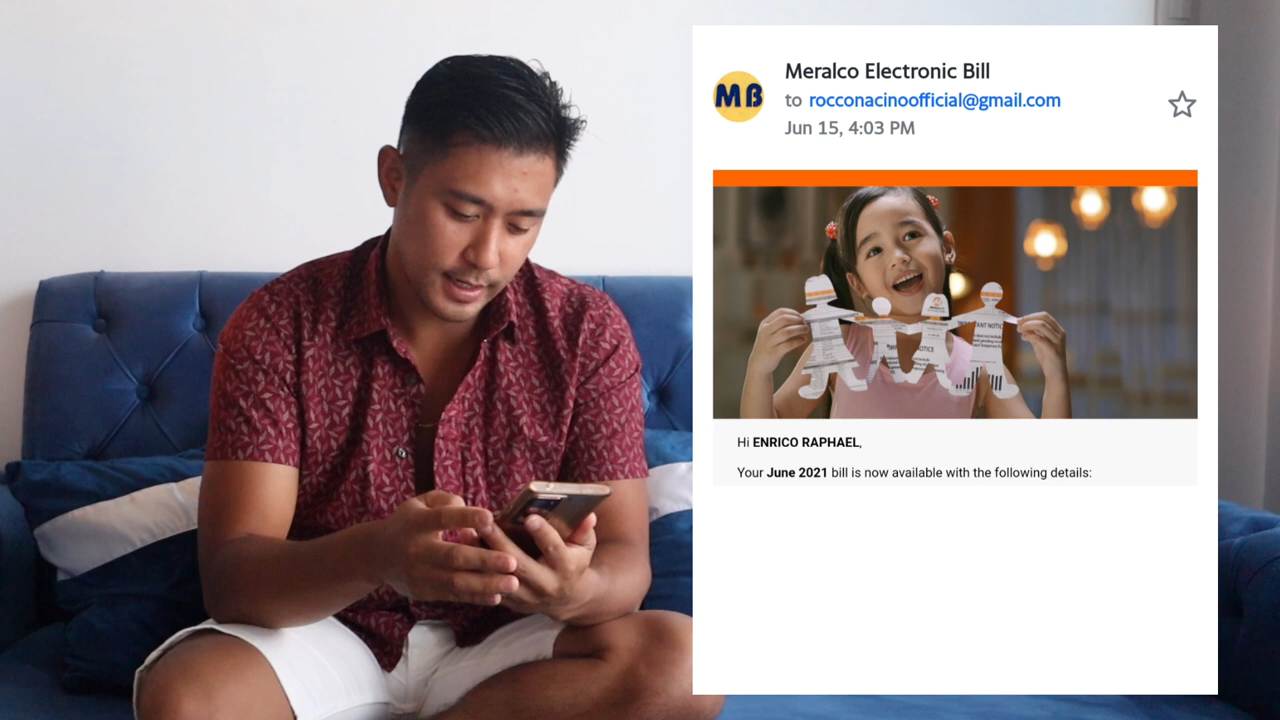 MB
Meralco Electronic Bill
to rocconacinoofficial@gmail.com
Jun 15, 4:03 PM
NOTICE
Hi ENRICO RAPHAEL,
Your June 2021 bill is now available with the following details: